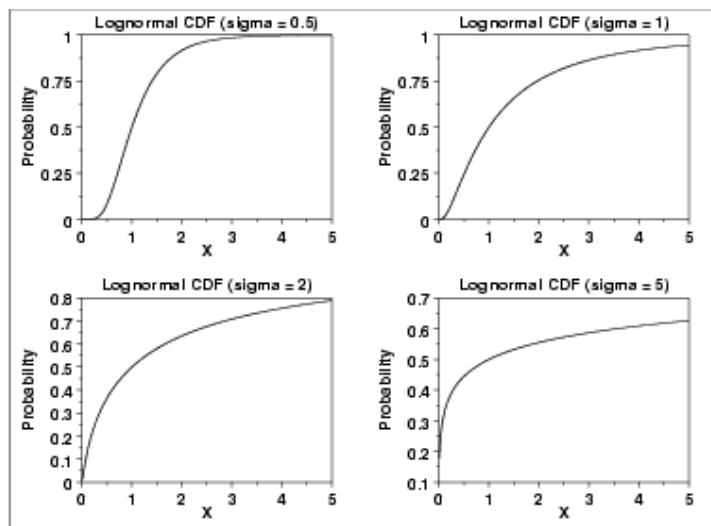 Lognormal CDF (sigma = 0.5)
1
0.75
0.5
0.25
0
Probability
0 1 2 3 4 5
X
Lognormal CDF (sigma = 1)
1
0.75
0.5
0.25
0
Probability
0 1 2 3 4 5
X
Lognormal CDF (sigma = 2)
0.8
0.7
0.6
0.5
0.4
0.3
0.2
0.1
0
Probability
0 1 2 3 4 5
X
Lognormal CDF (sigma = 5)
0.7
0.6
0.5
0.4
0.3
0.2
0.1
Probability
0 1 2 3 4 5
X